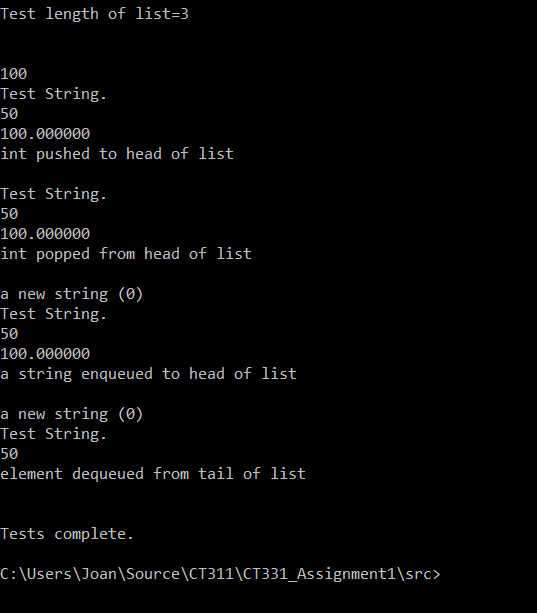 Test length of list=3
100
Test String.
50
100.000000
int pushed to head of list
Test String.
50
100.000000
int popped from head of list
a new string (0)
Test String.
50
100.000000
a string enqueued to head of list
a new string (0)
Test String.
50
element dequeued from tail of list
Tests complete.
C:\Users\Joan\Source\CT311\CT331_Assignment1\src>